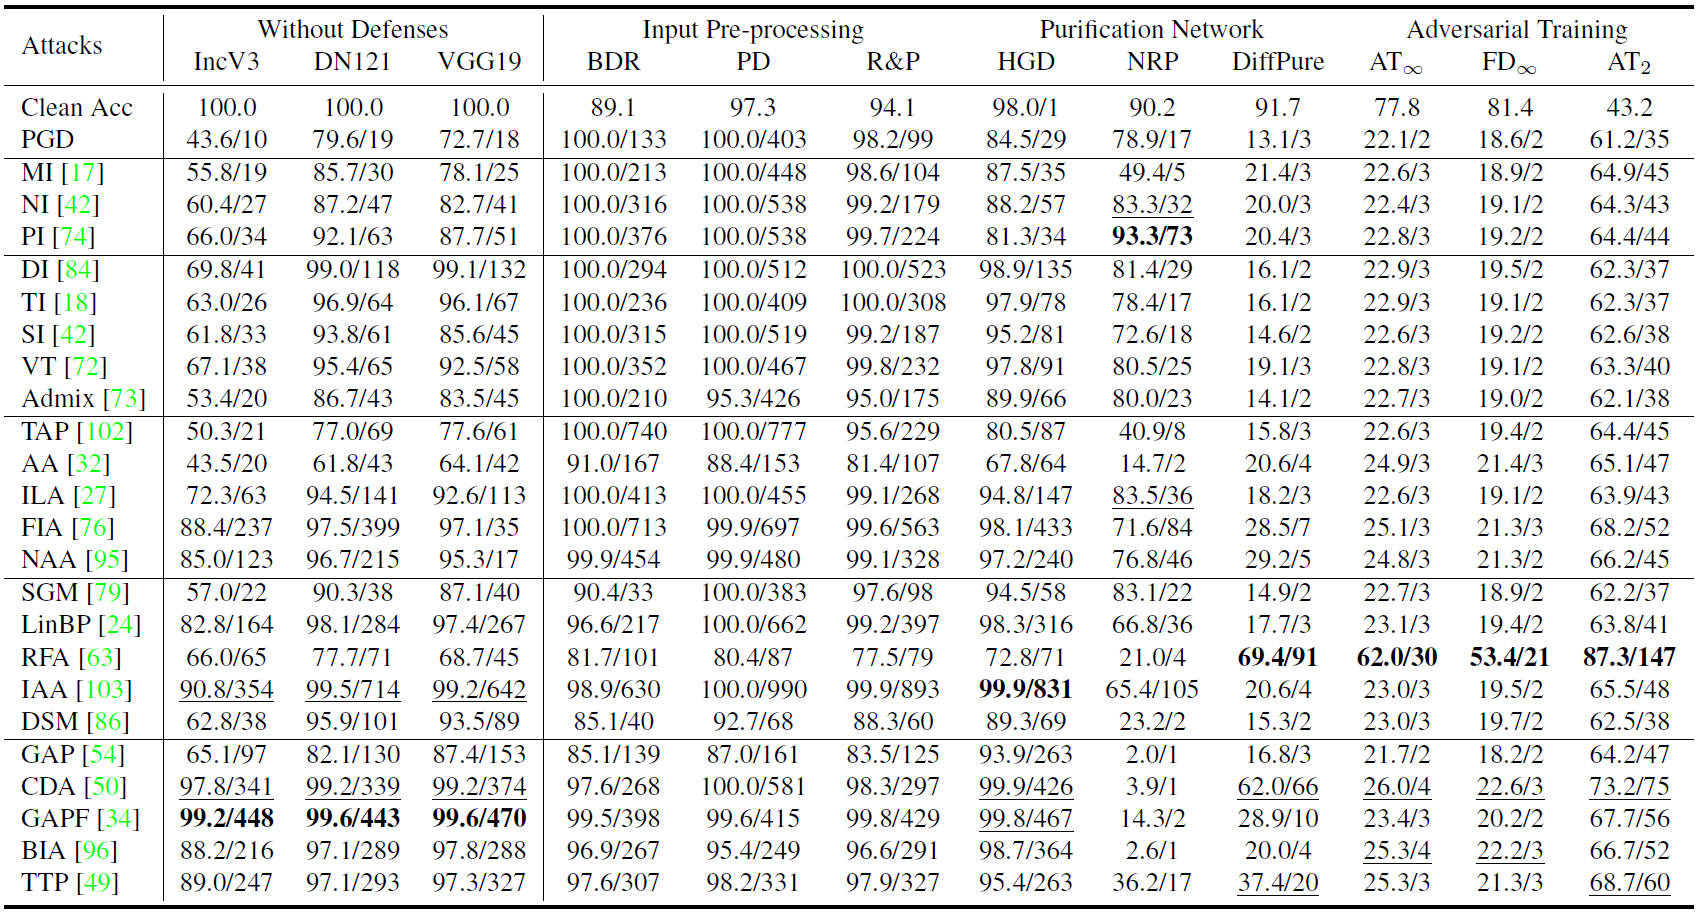 Attacks Without Defenses Input Pre-processing Purification Network Adversarial Training
IncV3 DN121 VGG19 BDR PD R&P HGD NRP DiffPure AT∞ FD∞ AT2
Clean Acc 100.0 100.0 100.0 89.1 97.3 94.1 98.0/1 90.2 91.7 77.8 81.4 43.2
PGD 43.6/10 79.6/19 72.7/18 100.0/133 100.0/403 98.2/99 84.5/29 78.9/17 13.1/3 22.1/2 18.6/2 61.2/35
MI [17] 55.8/19 85.7/30 78.1/25 100.0/213 100.0/448 98.6/104 87.5/35 49.4/5 21.4/3 22.6/3 18.9/2 64.9/45
NI [42] 60.4/27 87.2/47 82.7/41 100.0/316 100.0/538 99.2/179 88.2/57 83.3/32 20.0/3 22.4/3 19.1/2 64.3/43
PI [74] 66.0/34 92.1/63 87.7/51 100.0/376 100.0/538 99.7/224 81.3/34 93.3/73 20.4/3 22.8/3 19.2/2 64.4/44
DI [84] 69.8/41 99.0/118 99.1/132 100.0/294 100.0/512 100.0/523 98.9/135 81.4/29 16.1/2 22.9/3 19.5/2 62.3/37
TI [18] 63.0/26 96.9/64 96.1/67 100.0/236 100.0/409 100.0/308 97.9/78 78.4/17 16.1/2 22.9/3 19.1/2 62.3/37
SI [42] 61.8/33 93.8/61 85.6/45 100.0/315 100.0/519 99.2/187 95.2/81 72.6/18 14.6/2 22.6/3 19.2/2 62.6/38
VT [72] 67.1/38 95.4/65 92.5/58 100.0/352 100.0/467 99.8/232 97.8/91 80.5/25 19.1/3 22.8/3 19.1/2 63.3/40
Admix [73] 53.4/20 86.7/43 83.5/45 100.0/210 95.3/426 95.0/175 89.9/66 80.0/23 14.1/2 22.7/3 19.0/2 62.1/38
TAP [102] 50.3/21 77.0/69 77.6/61 100.0/740 100.0/777 95.6/229 80.5/87 40.9/8 15.8/3 22.6/3 19.4/2 64.4/45
AA [32] 43.5/20 61.8/43 64.1/42 91.0/167 88.4/153 81.4/107 67.8/64 14.7/2 20.6/4 24.9/3 21.4/3 65.1/47
ILA [27] 72.3/63 94.5/141 92.6/113 100.0/413 100.0/455 99.1/268 94.8/147 83.5/36 18.2/3 22.6/3 19.1/2 63.9/43
FIA [76] 88.4/237 97.5/399 97.1/35 100.0/713 99.9/697 99.6/563 98.1/433 71.6/84 28.5/7 25.1/3 21.3/3 68.2/52
NAA [95] 85.0/123 96.7/215 95.3/17 99.9/454 99.9/480 99.1/328 97.2/240 76.8/46 29.2/5 24.8/3 21.3/2 66.2/45
SGM [79] 57.0/22 90.3/38 87.1/40 90.4/33 100.0/383 97.6/98 94.5/58 83.1/22 14.9/2 22.7/3 18.9/2 62.2/37
LinBP [24] 82.8/164 98.1/284 97.4/267 96.6/217 100.0/662 99.2/397 98.3/316 66.8/36 17.7/3 23.1/3 19.4/2 63.8/41
RFA [63] 66.0/65 77.7/71 68.7/45 81.7/101 80.4/87 77.5/79 72.8/71 21.0/4 69.4/91 62.0/30 53.4/21 87.3/147
IAA [103] 90.8/354 99.5/714 99.2/642 98.9/630 100.0/990 99.9/893 99.9/831 65.4/105 20.6/4 23.0/3 19.5/2 65.5/48
DSM [86] 62.8/38 95.9/101 93.5/89 85.1/40 92.7/68 88.3/60 89.3/69 23.2/2 15.3/2 23.0/3 19.7/2 62.5/38
GAP [54] 65.1/97 82.1/130 87.4/153 85.1/139 87.0/161 83.5/125 93.9/263 2.0/1 16.8/3 21.7/2 18.2/2 64.2/47
CDA [50] 97.8/341 99.2/339 99.2/374 97.6/268 100.0/581 98.3/297 99.9/426 3.9/1 62.0/66 26.0/4 22.6/3 73.2/75
GAPF [34] 99.2/448 99.6/443 99.6/470 99.5/398 99.6/415 99.8/429 99.8/467 14.3/2 28.9/10 23.4/3 20.2/2 67.7/56
BIA [96] 88.2/216 97.1/289 97.8/288 96.9/267 95.4/249 96.6/291 98.7/364 2.6/1 20.0/4 25.3/4 22.2/3 66.7/52
TTP [49] 89.0/247 97.1/293 97.3/327 97.6/307 98.2/331 97.9/327 95.4/263 36.2/17 37.4/20 25.3/3 21.3/3 68.7/60